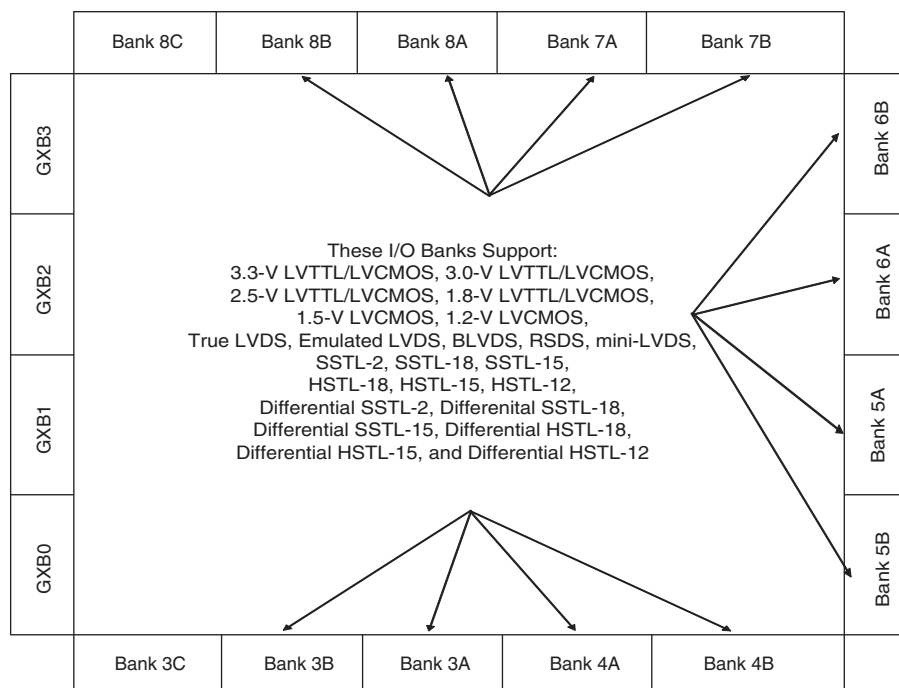 Bank 8C
Bank 8B
Bank 8A
Bank 7A
Bank 7B
GXB3
GXB2
GXB1
GXB0
Bank 6B
Bank 6A
Bank 5A
Bank 5B
These I/O Banks Support:
3.3-V LVTTL/LVCMOS, 3.0-V LVTTL/LVCMOS,
2.5-V LVTTL/LVCMOS, 1.8-V LVTTL/LVCMOS,
1.5-V LVCMOS, 1.2-V LVCMOS,
True LVDS, Emulated LVDS, BLVDS, RSDS, mini-LVDS,
SSTL-2, SSTL-18, SSTL-15,
HSTL-18, HSTL-15, HSTL-12,
Differential SSTL-2, Differenital SSTL-18,
Differential SSTL-15, Differential HSTL-18,
Differential HSTL-15, and Differential HSTL-12
Bank 3C
Bank 3B
Bank 3A
Bank 4A
Bank 4B